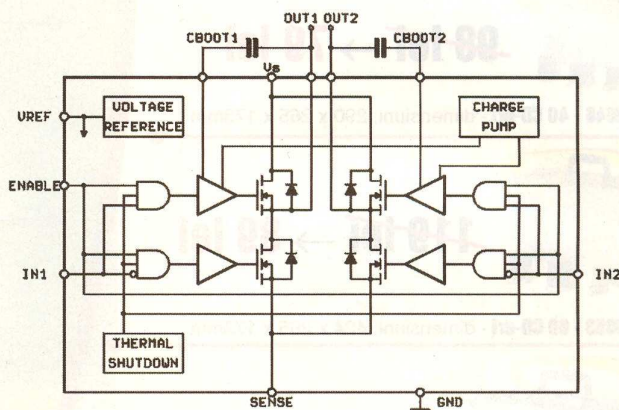 OUT1 OUT2
CBOOT1
CBOOT2
Vs
VREF
VOLTAGE
REFERENCE
CHARGE
PUMP
ENABLE
IN1
IN2
THERMAL
SHUTDOWN
SENSE
GND